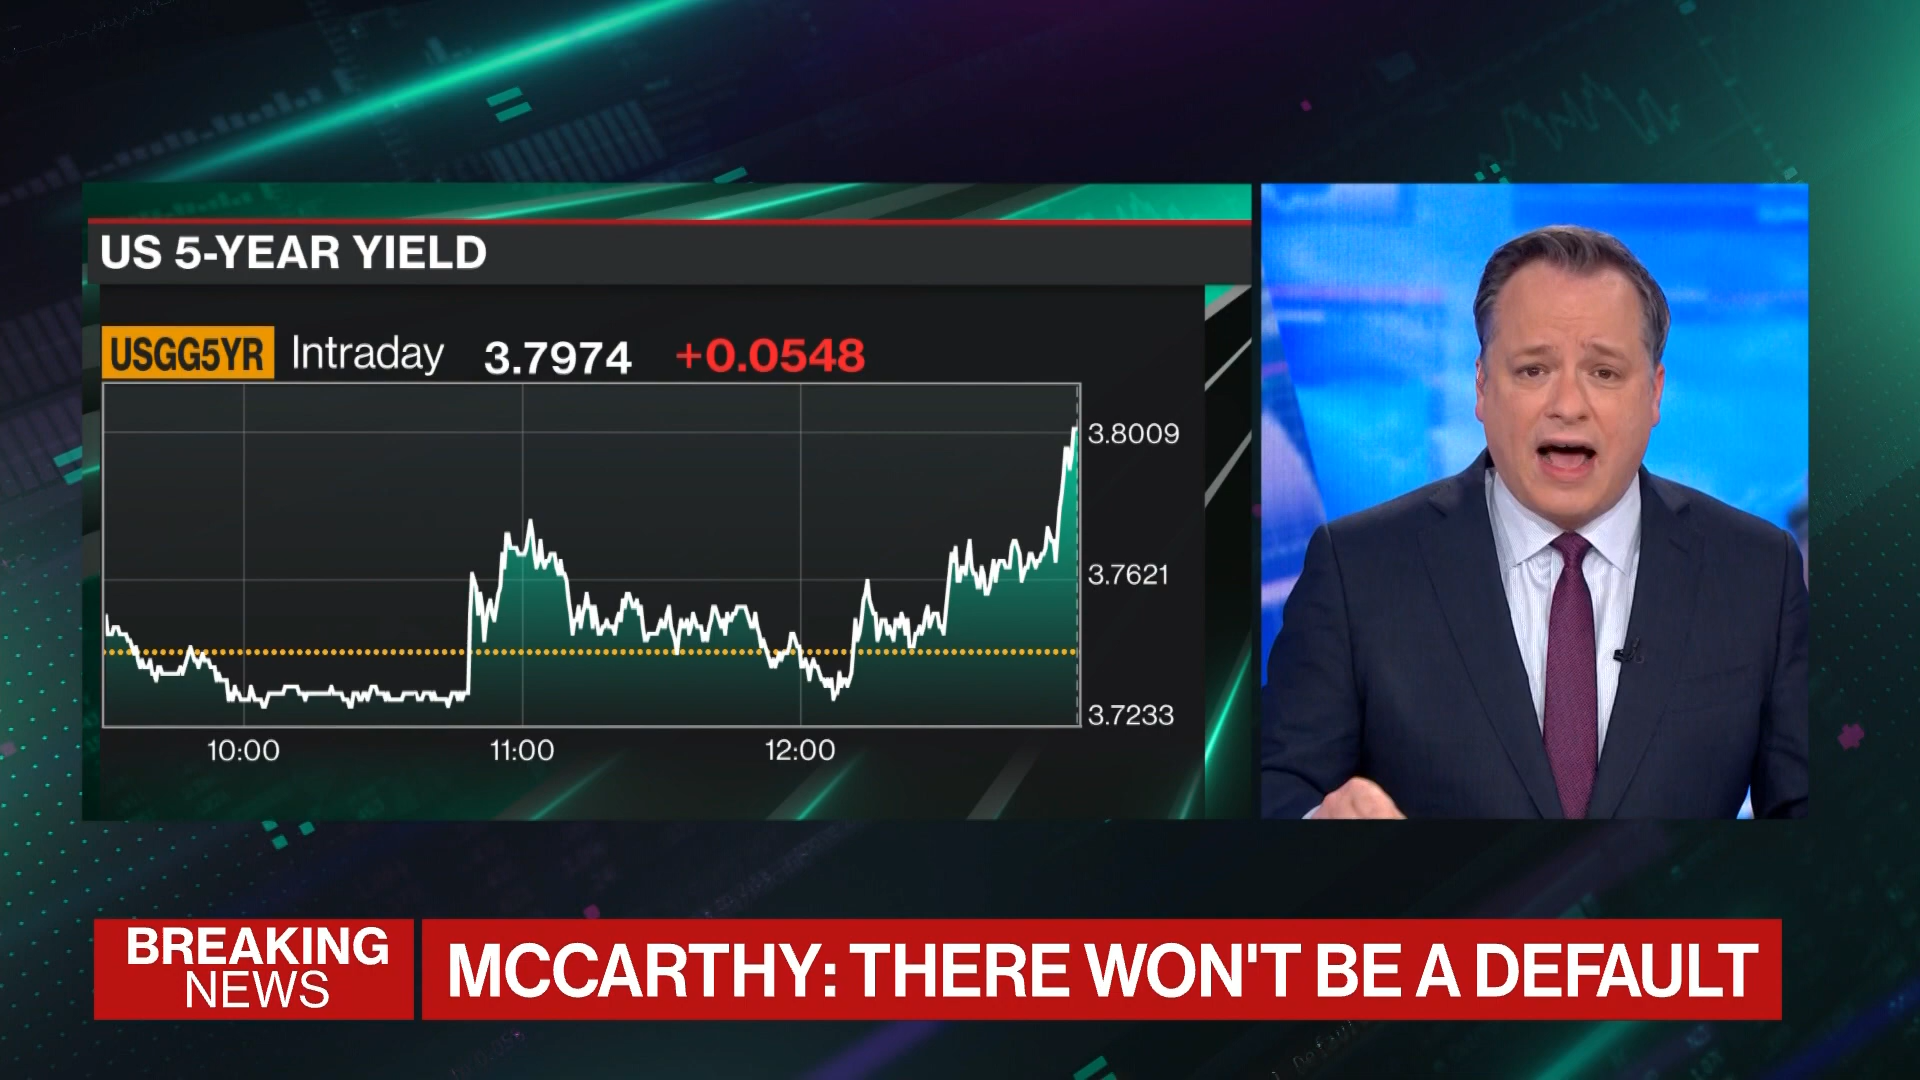 US 5-YEAR YIELD
USGG5YR Intraday 3.7974 +0.0548
3.8009
3.7621
3.7233
10:00 11:00 12:00
BREAKING
NEWS
MCCARTHY: THERE WON'T BE A DEFAULT